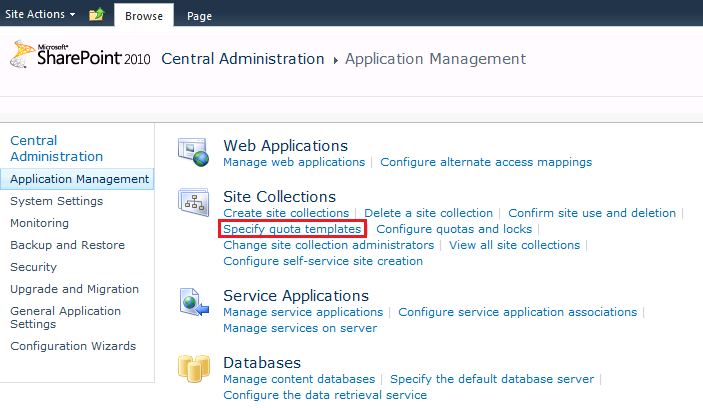 Site Actions Browse Page
Microsoft SharePoint 2010 Central Administration Application Management
Central
Administration
Application Management
System Settings
Monitoring
Backup and Restore
Security
Upgrade and Migration
General Application
Settings
Configuration Wizards
Web Applications
Manage web applications | Configure alternate access mappings
Site Collections
Create site collections | Delete a site collection | Confirm site use and deletion |
Specify quota templates | Configure quotas and locks |
Change site collection administrators | View all site collections |
Configure self-service site creation
Service Applications
Manage service applications | Configure service application associations |
Manage services on server
Databases
Manage content databases | Specify the default database server |
Configure the data retrieval service